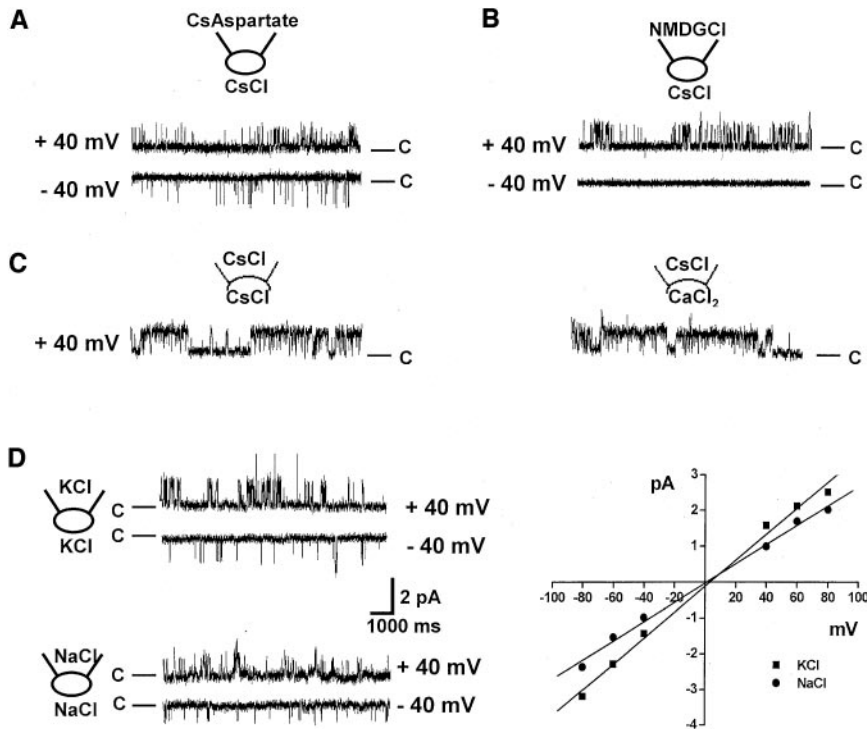 A
CsAspartate
CsCl
+ 40 mV
C
- 40 mV
C
B
NMDGCl
CsCl
+ 40 mV
C
- 40 mV
C
C
CsCl
CsCl
+ 40 mV
C
CsCl
CaCl₂
C
D
KCl
KCl
C
+ 40 mV
C
- 40 mV
2 pA
1000 ms
NaCl
NaCl
C
+ 40 mV
C
- 40 mV
pA
3
2
1
-100 -80 -60 -40 -20 20 40 60 80 100
mV
-1
-2
-3
-4
KCl
NaCl